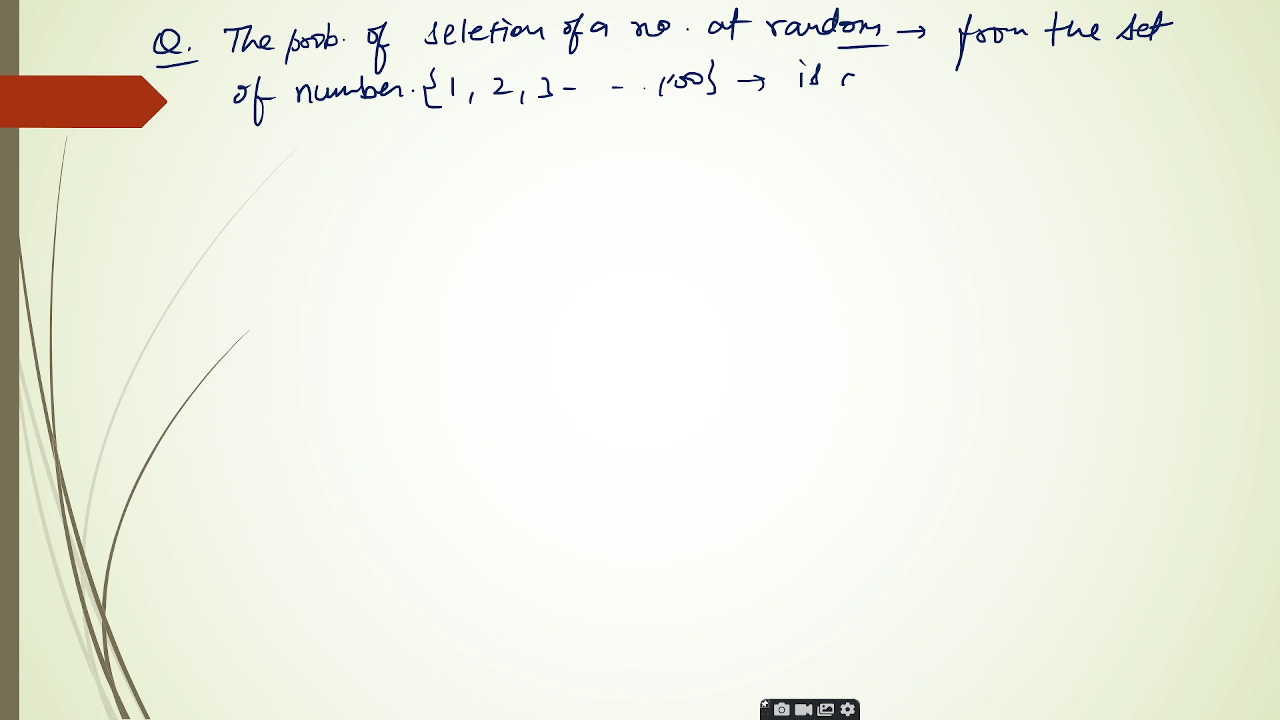 Q. The prob. of seletion of a no. at random → from the set
of number. {1, 2, 3 - - . 100} → is